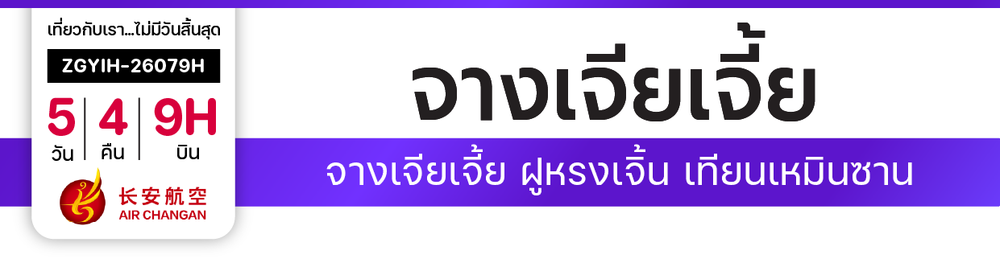 เที่ยวกับเรา...ไม่มีวันสิ้นสุด
ZGYIH-26079H
5 วัน
4 คืน
9H บิน
长安航空
AIR CHANGAN
จางเจียเจี้ย
จางเจียเจี้ย ฝูหรงเจิ้น เทียนเหมินซาน